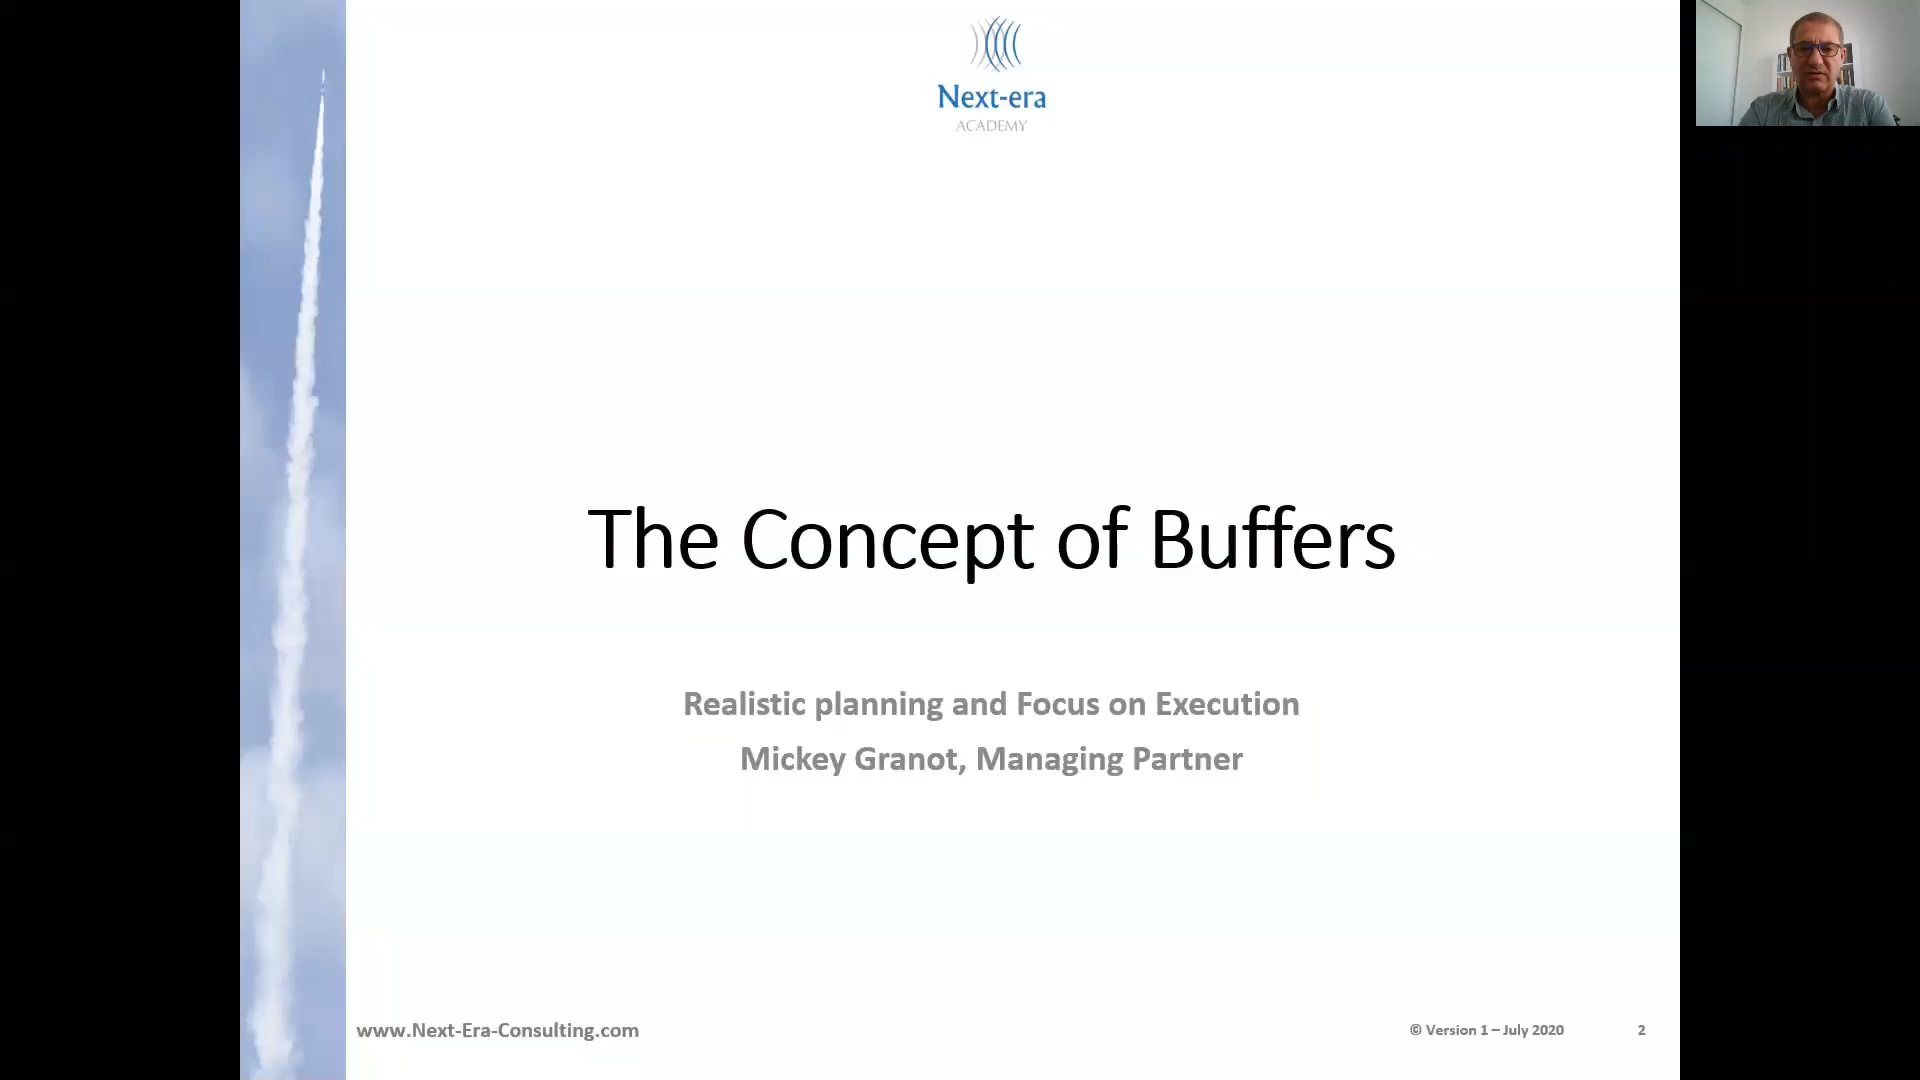 Next-era
ACADEMY
The Concept of Buffers
Realistic planning and Focus on Execution
Mickey Granot, Managing Partner
www.Next-Era-Consulting.com
© Version 1 – July 2020
2